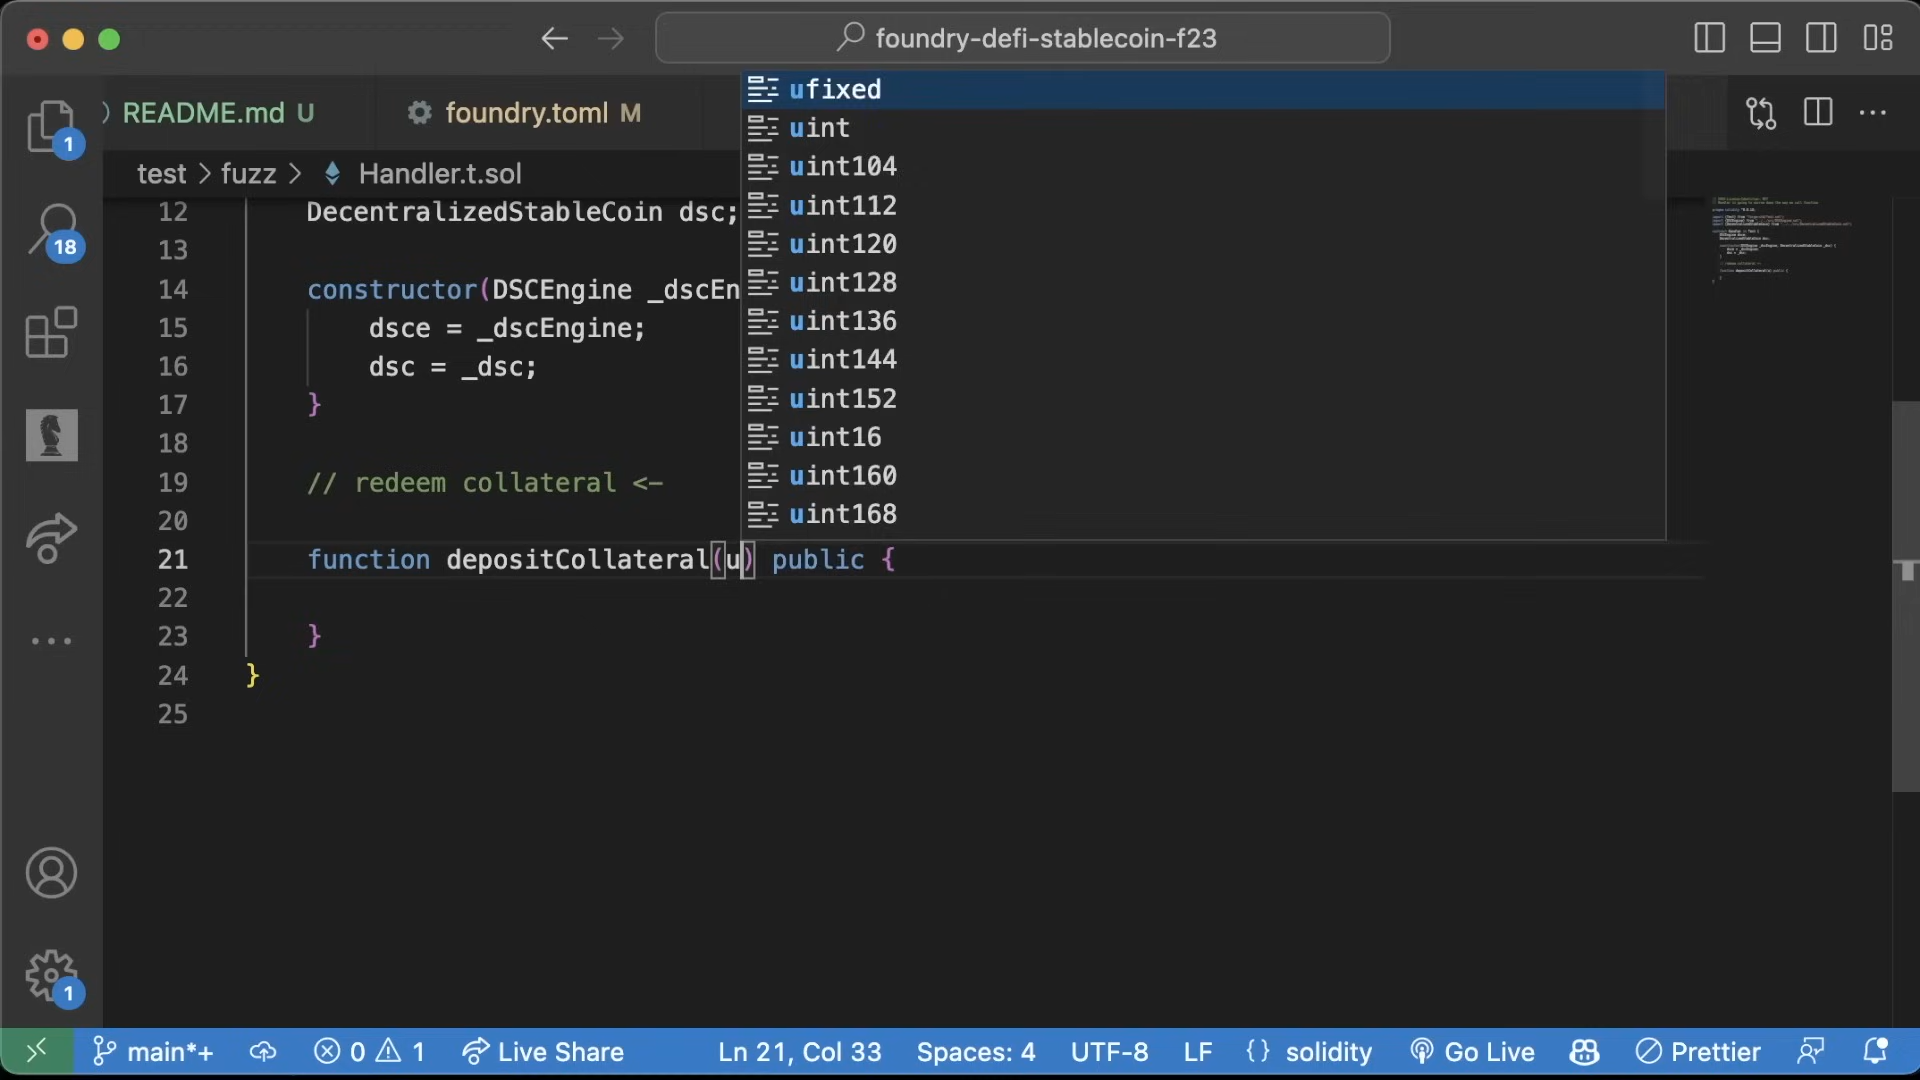 foundry-defi-stablecoin-f23
README.md U
foundry.toml M
test > fuzz > Handler.t.sol
1
18
1
12 DecentralizedStableCoin dsc;
13
14 constructor(DSCEngine _dscEn
15 dsce = _dscEngine;
16 dsc = _dsc;
17 }
18
19 // redeem collateral <-
20
21 function depositCollateral(u) public {
22
23 }
24 }
25
ufixed
uint
uint104
uint112
uint120
uint128
uint136
uint144
uint152
uint16
uint160
uint168
main*+ 0 1 Live Share Ln 21, Col 33 Spaces: 4 UTF-8 LF {} solidity Go Live Prettier